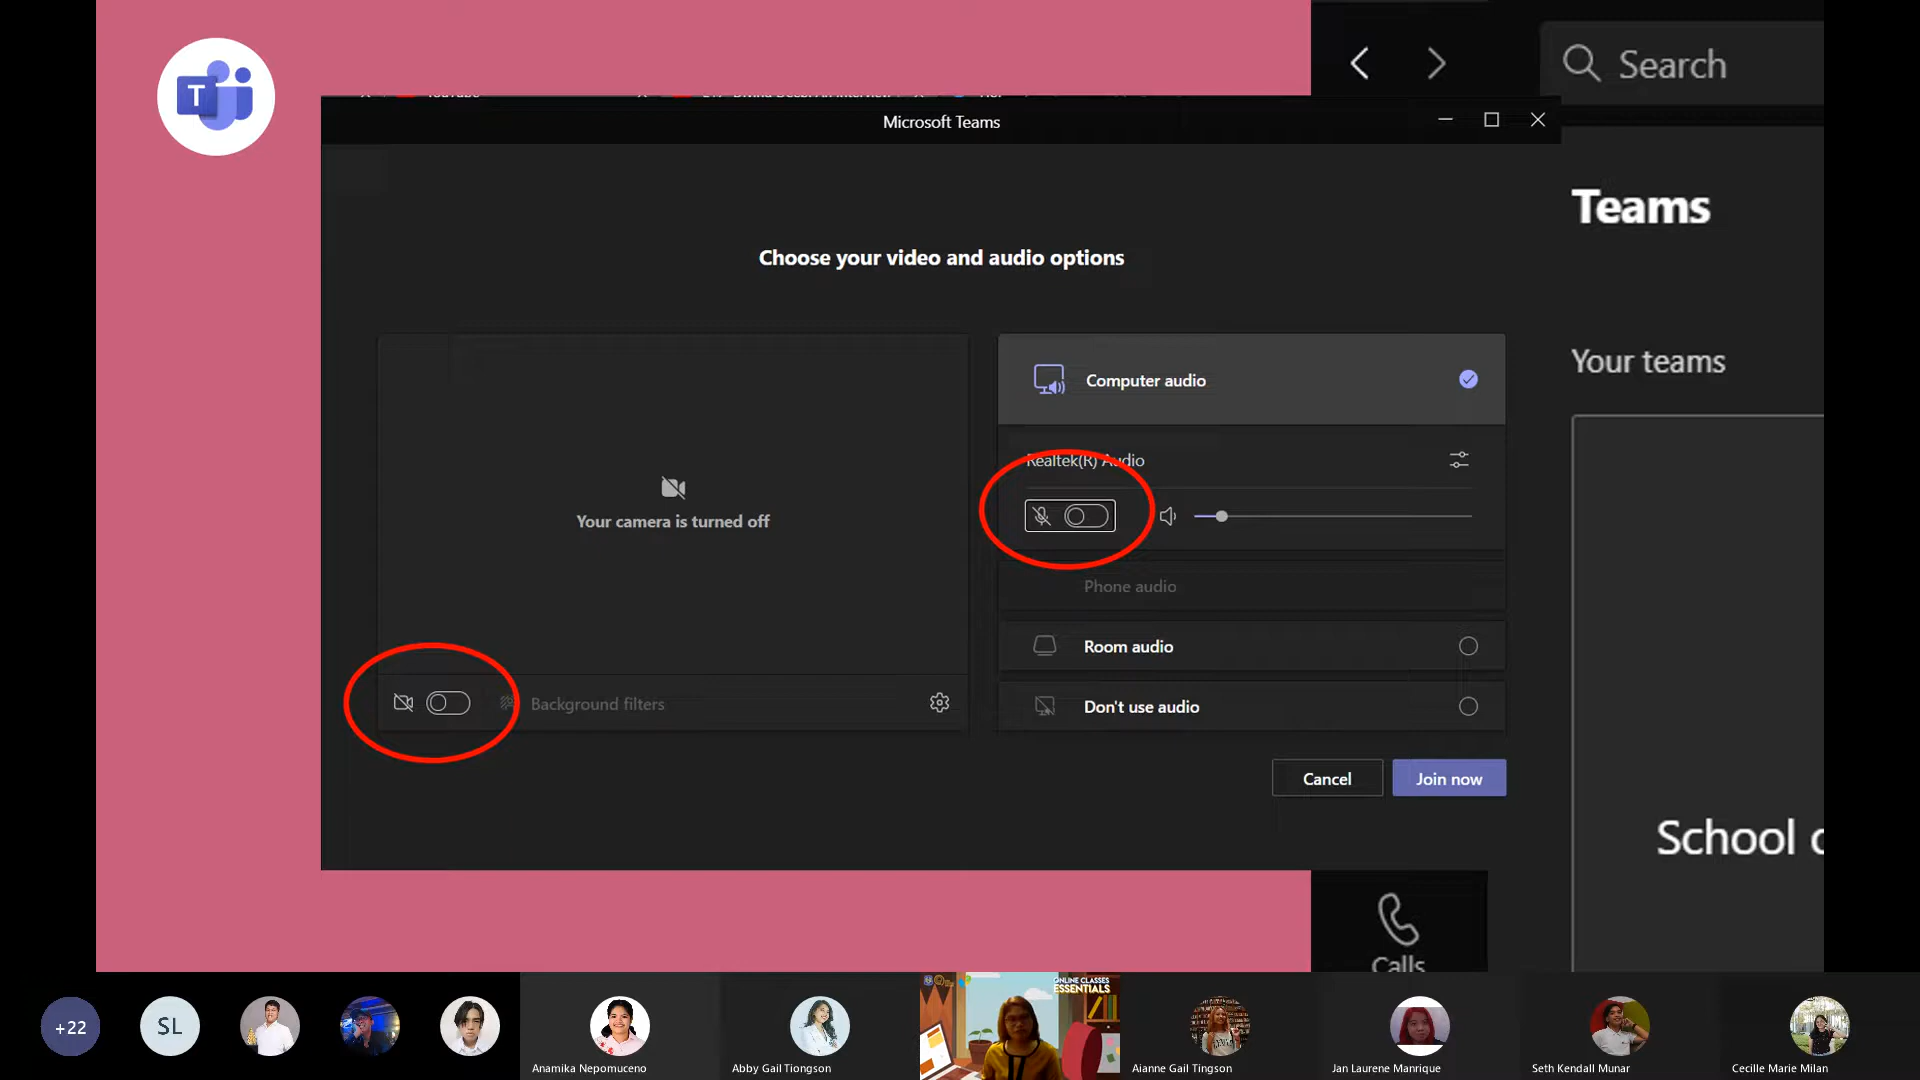 T
Microsoft Teams
Search
Teams
Your teams
School
Calls
Choose your video and audio options
Your camera is turned off
Background filters
Computer audio
Realtek(R) Audio
Phone audio
Room audio
Don't use audio
Cancel
Join now
+22
SL
Anamika Nepomuceno
Abby Gail Tiongson
ONLINE CLASSES
ESSENTIALS
Aianne Gail Tingson
Jan Laurene Manrique
Seth Kendall Munar
Cecille Marie Milan